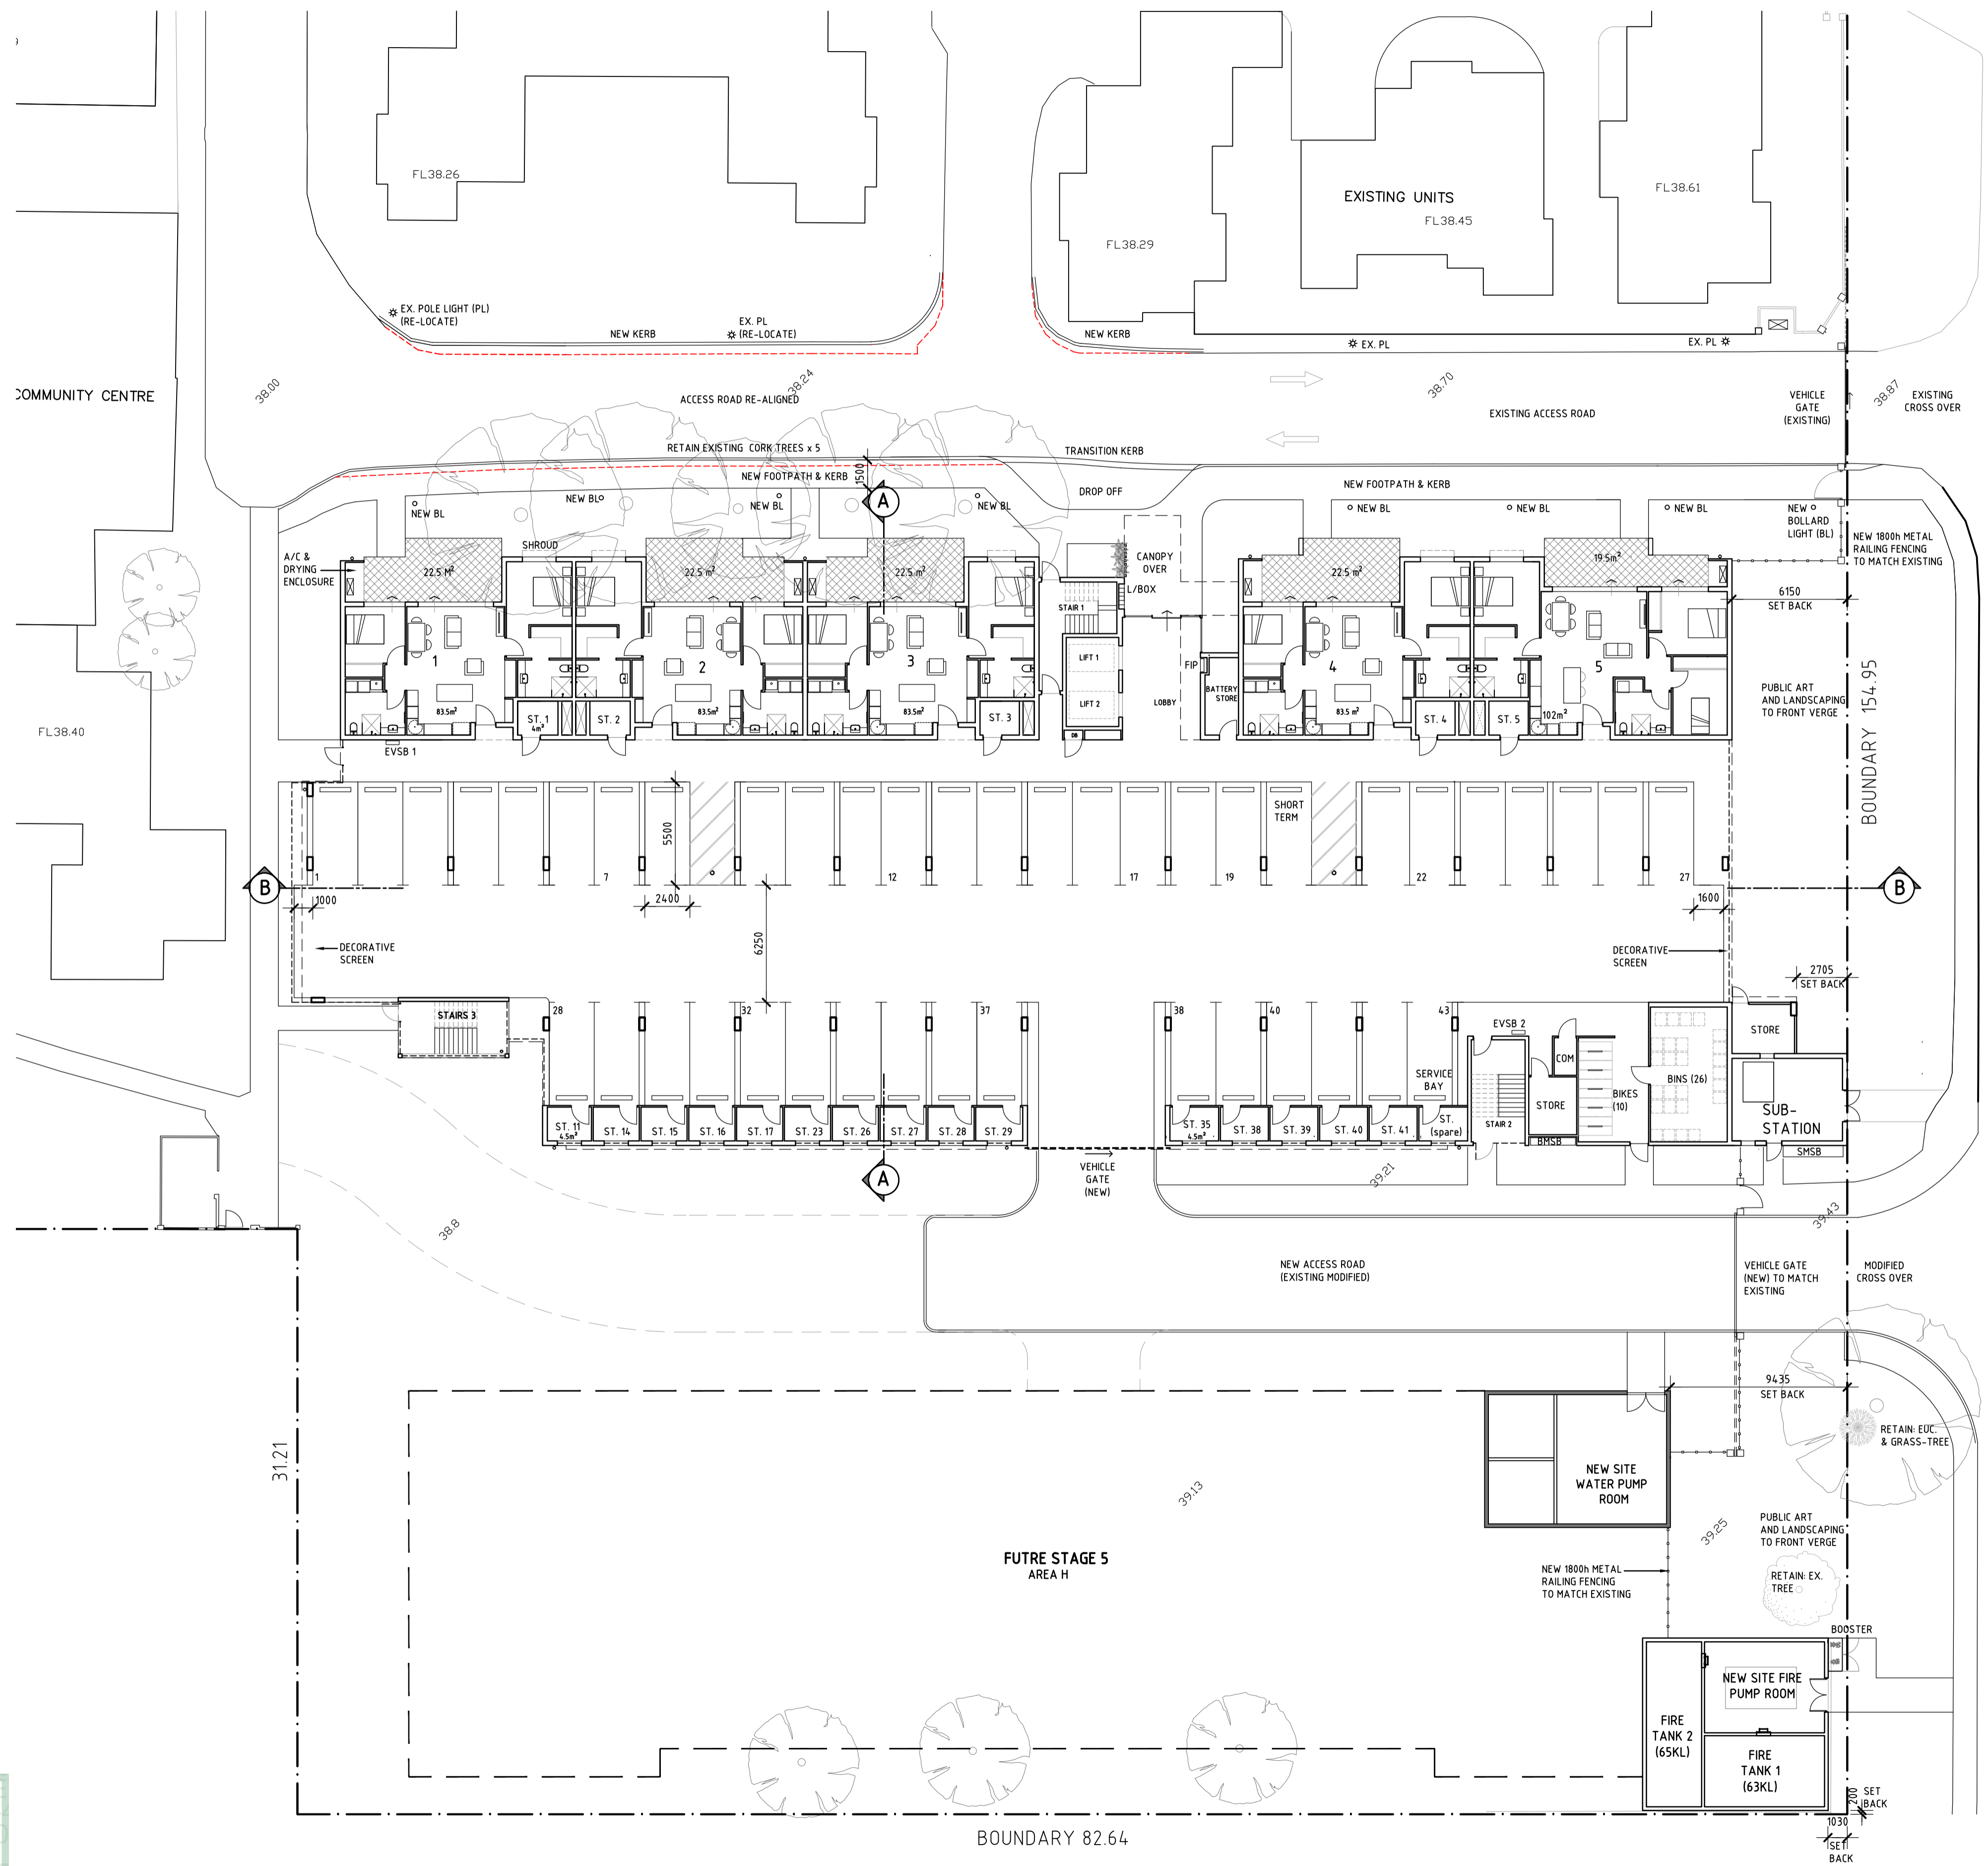 FL38.26
EXISTING UNITS
FL38.45
FL38.61
FL38.29
EX. POLE LIGHT (PL)
(RE-LOCATE)
NEW KERB
EX. PL
(RE-LOCATE)
NEW KERB
EX. PL
EX. PL
COMMUNITY CENTRE
38.00
38.24
ACCESS ROAD RE-ALIGNED
38.70
EXISTING ACCESS ROAD
VEHICLE
GATE
(EXISTING)
38.87
EXISTING
CROSS OVER
RETAIN EXISTING CORK TREES x 5
TRANSITION KERB
1500
NEW FOOTPATH & KERB
DROP OFF
NEW FOOTPATH & KERB
A
NEW BL
NEW BL
NEW BL
NEW BL
NEW BL
NEW BL
NEW BL
NEW
BOLLARD
LIGHT (BL)
NEW 1800h METAL
RAILING FENCING
TO MATCH EXISTING
A/C &
DRYING
ENCLOSURE
SHROUD
22.5 M²
22.5 m²
22.5 m²
CANOPY
OVER
L/BOX
22.5 m²
19.5m²
6150
SET BACK
STAIR 1
LIFT 1
LIFT 2
LOBBY
FIP
BATTERY
STORE
1
2
3
4
5
83.5m²
83.5m²
83.5m²
83.5 m²
102m²
ST. 1
4m²
ST. 2
ST. 3
ST. 4
ST. 5
DB
EVSB 1
FL38.40
PUBLIC ART
AND LANDSCAPING
TO FRONT VERGE
BOUNDARY 154.95
5500
SHORT
TERM
1
7
12
17
19
22
27
B
B
1000
2400
1600
6250
DECORATIVE
SCREEN
DECORATIVE
SCREEN
2705
SET BACK
STAIRS 3
28
32
37
38
40
43
EVSB 2
STORE
COM
SERVICE
BAY
BINS (26)
BIKES
(10)
STORE
SUB-
STATION
ST. 11
4.5m²
ST. 14
ST. 15
ST. 16
ST. 17
ST. 23
ST. 26
ST. 27
ST. 28
ST. 29
ST. 35
4.5m²
ST. 38
ST. 39
ST. 40
ST. 41
ST.
(spare)
STAIR 2
BMSB
SMSB
A
VEHICLE
GATE
(NEW)
39.21
38.8
39.43
NEW ACCESS ROAD
(EXISTING MODIFIED)
VEHICLE GATE
(NEW) TO MATCH
EXISTING
MODIFIED
CROSS OVER
9435
SET BACK
RETAIN: EUC.
& GRASS-TREE
31.21
39.13
NEW SITE
WATER PUMP
ROOM
39.25
PUBLIC ART
AND LANDSCAPING
TO FRONT VERGE
FUTRE STAGE 5
AREA H
NEW 1800h METAL
RAILING FENCING
TO MATCH EXISTING
RETAIN: EX.
TREE
BOOSTER
NEW SITE FIRE
PUMP ROOM
FIRE
TANK 2
(65KL)
FIRE
TANK 1
(63KL)
200
SET
BACK
1030
SET
BACK
BOUNDARY 82.64